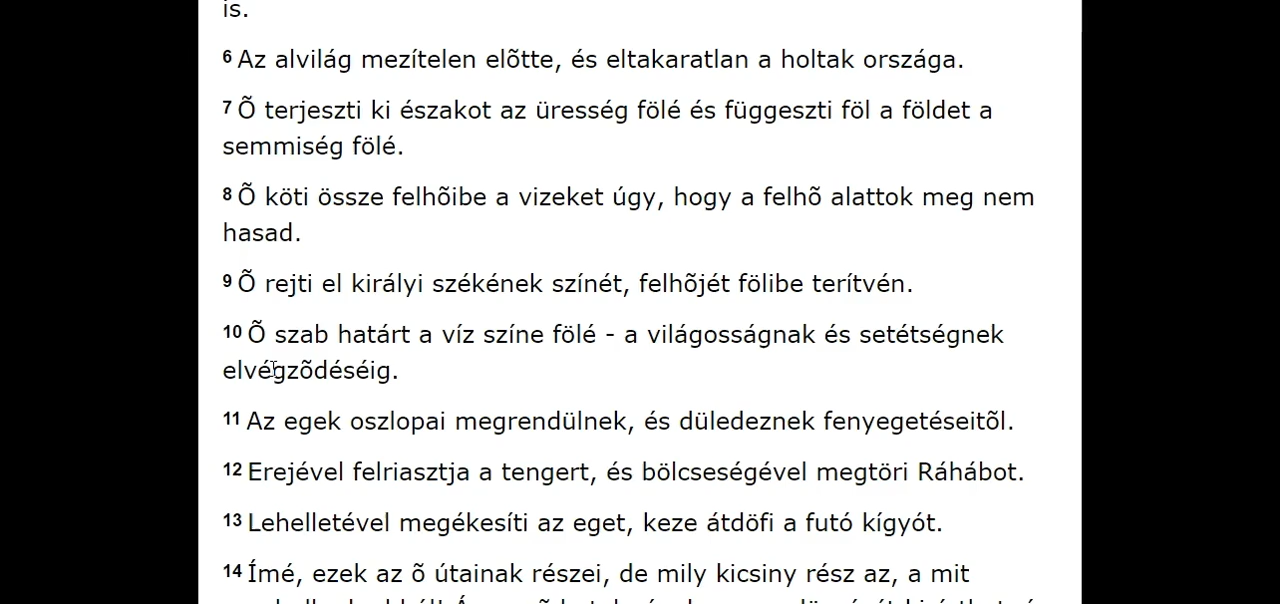 is.
6 Az alvilág mezítelen elõtte, és eltakaratlan a holtak országa.
7 Õ terjeszti ki északot az üresség fölé és függeszti föl a földet a
semmiség fölé.
8 Õ köti össze felhõibe a vizeket úgy, hogy a felhõ alattok meg nem
hasad.
9 Õ rejti el királyi székének színét, felhõjét fölibe terítvén.
10 Õ szab határt a víz színe fölé - a világosságnak és setétségnek
elvégzõdéséig.
11 Az egek oszlopai megrendülnek, és düledeznek fenyegetéseitõl.
12 Erejével felriasztja a tengert, és bölcseségével megtöri Ráhábot.
13 Lehelletével megékesíti az eget, keze átdöfi a futó kígyót.
14 Ímé, ezek az õ útainak részei, de mily kicsiny rész az, a mit